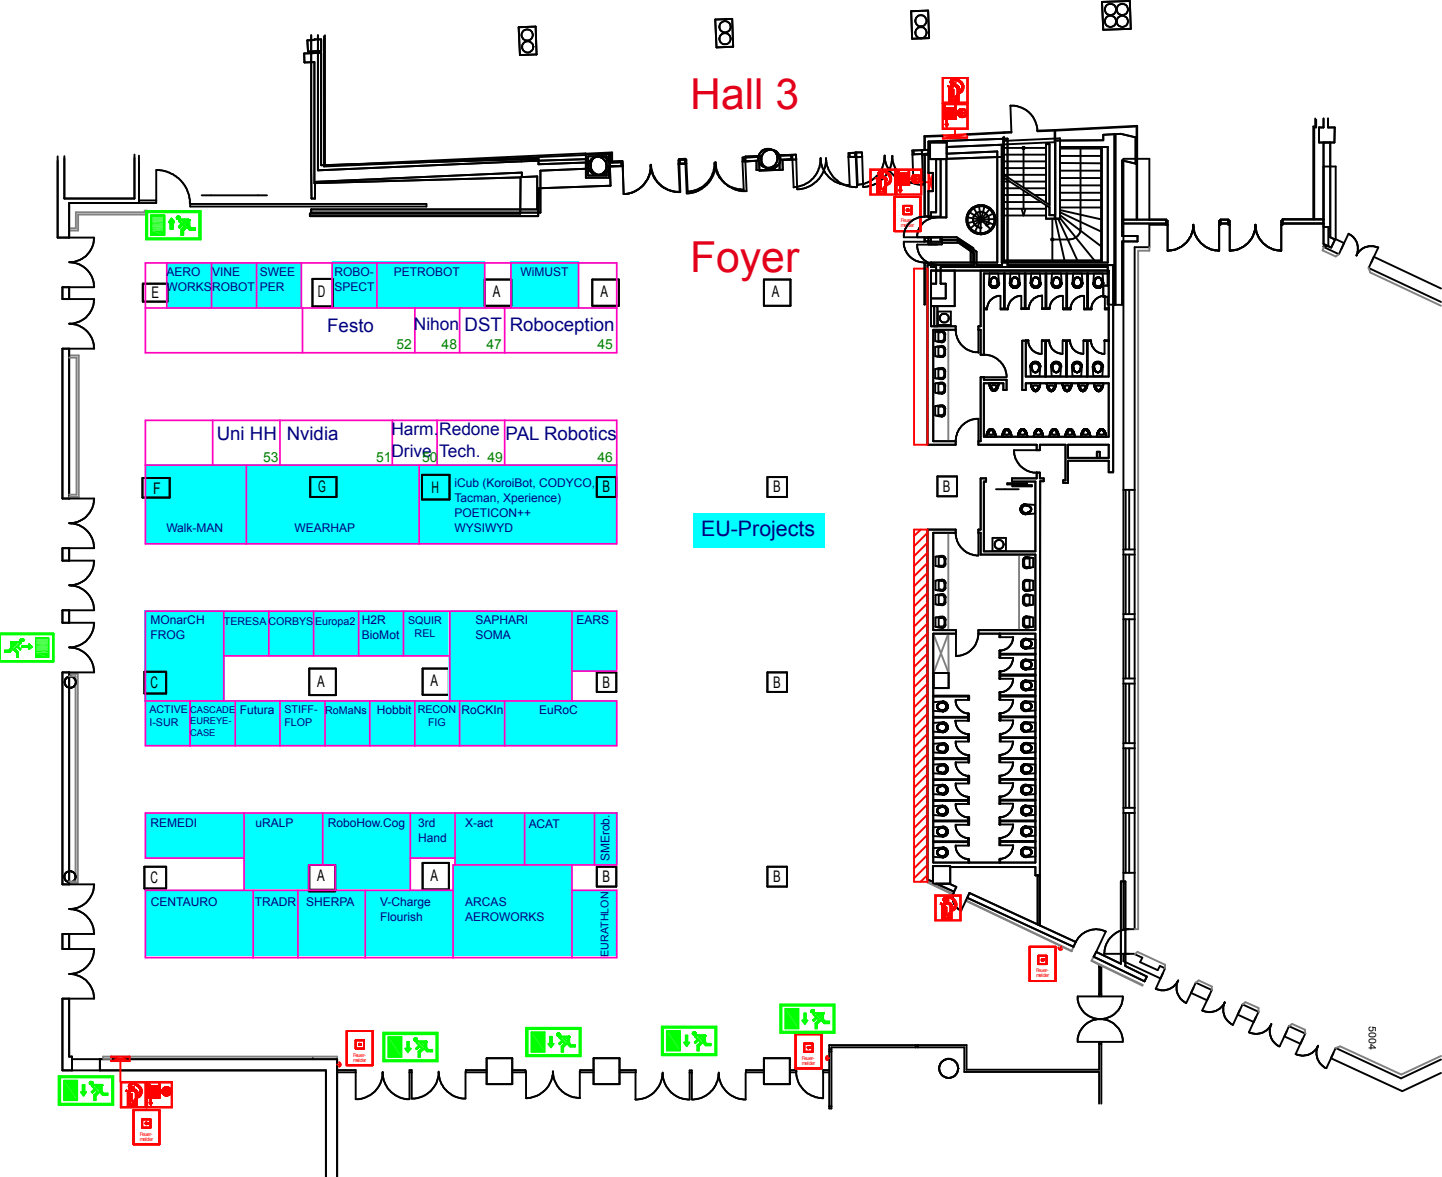 Hall 3
Foyer
AERO
WORKS
VINE
ROBOT
SWEE
PER
ROBO-
SPECT
PETROBOT
WiMUST
E
D
A
A
A
Festo
52
Nihon
48
DST
47
Roboception
45
Uni HH
53
Nvidia
51
Harm.
Drive
50
Redone
Tech.
49
PAL Robotics
46
F
G
H
B
B
B
Walk-MAN
WEARHAP
iCub (KoroiBot, CODYCO,
Tacman, Xperience)
POETICON++
WYSIWYD
EU-Projects
MOnarCH
FROG
TERESA
CORBYS
Europa2
H2R
BioMot
SQUIR
REL
SAPHARI
SOMA
EARS
C
A
A
B
B
ACTIVE
I-SUR
CASCADE
EUREYE-
CASE
Futura
STIFF-
FLOP
RoMaNs
Hobbit
RECON
FIG
RoCKIn
EuRoC
REMEDI
uRALP
RoboHow.Cog
3rd
Hand
X-act
ACAT
SMErob.
C
A
A
B
B
CENTAURO
TRADR
SHERPA
V-Charge
Flourish
ARCAS
AEROWORKS
EURATHLON
5004